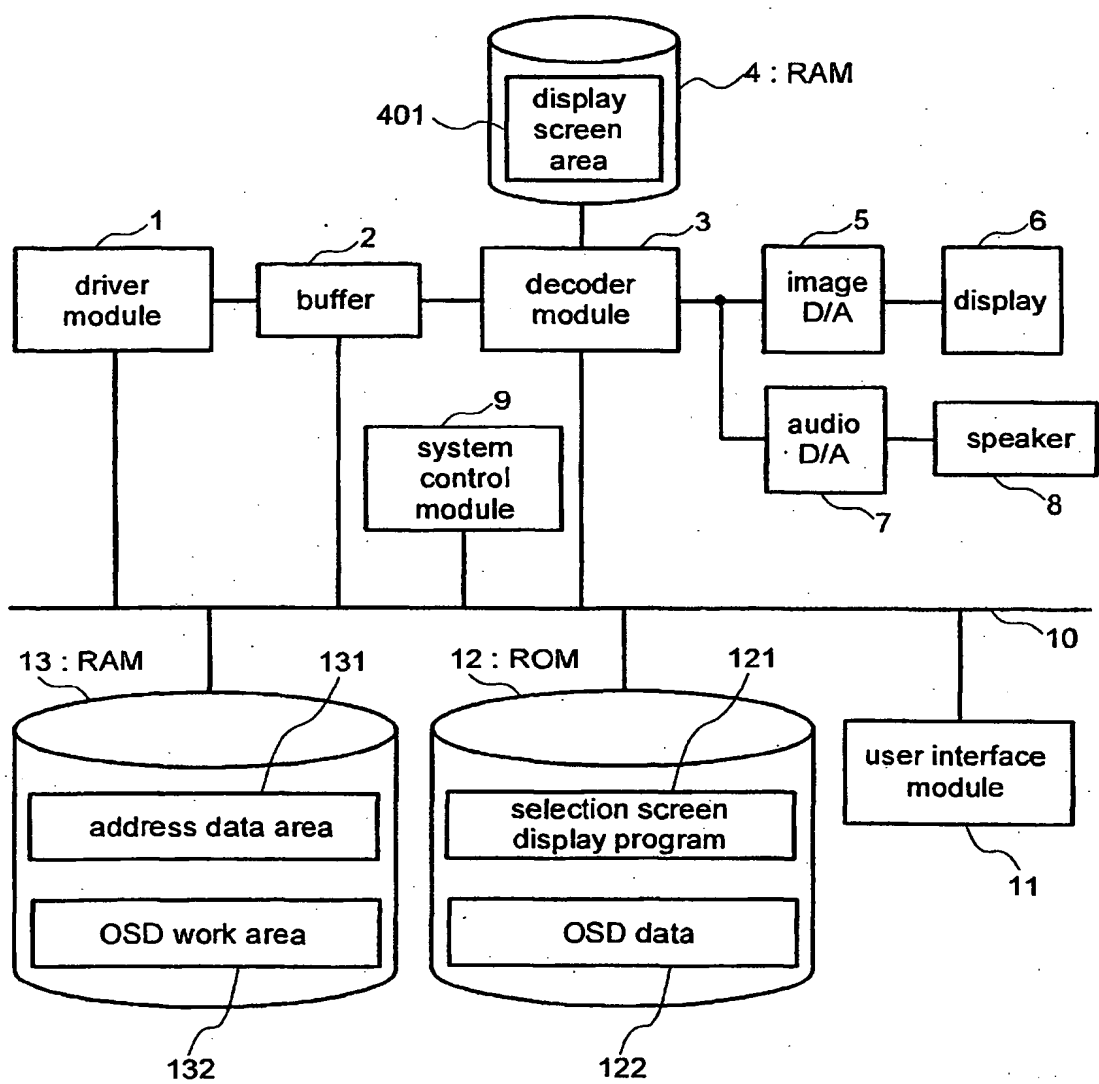 4 : RAM
401
display
screen
area
1
2
3
5
6
driver
module
buffer
decoder
module
image
D/A
display
9
system
control
module
audio
D/A
speaker
7
8
10
13 : RAM
131
12 : ROM
121
user interface
module
address data area
selection screen
display program
11
OSD work area
OSD data
132
122